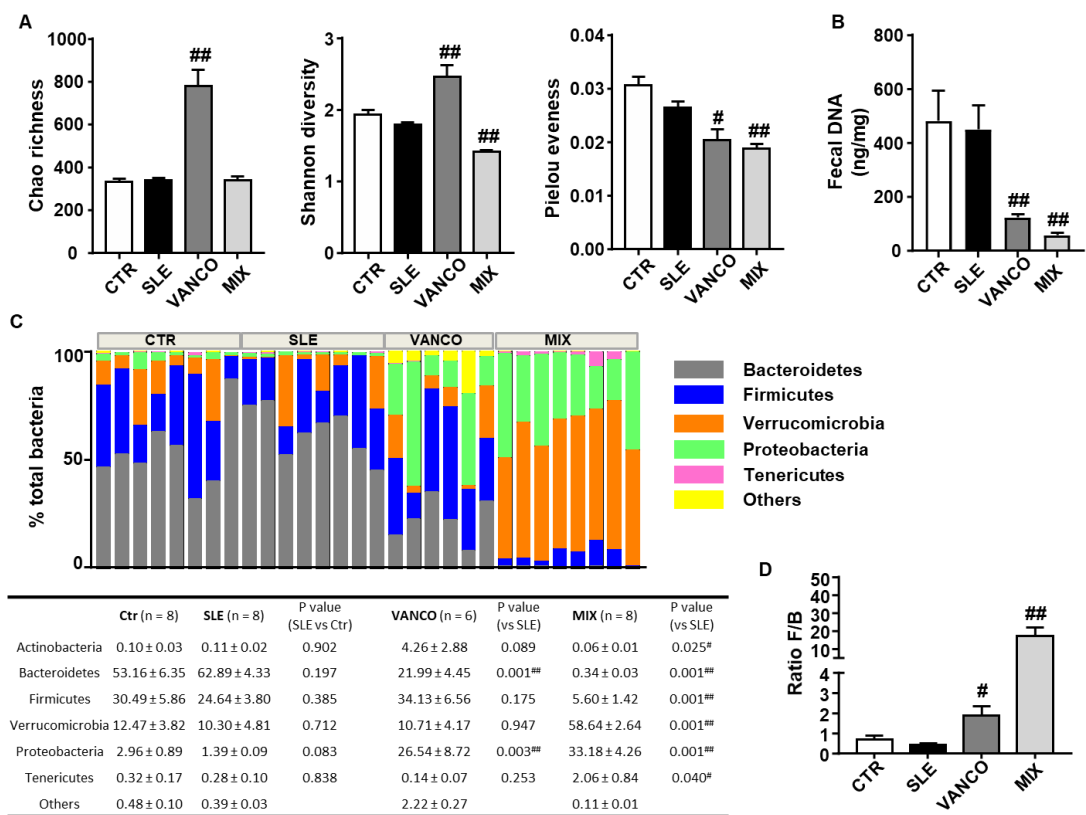 A
B
Chao richness
1000
800
600
400
200
0
##
CTR
SLE
VANCO
MIX
Shannon diversity
3
2
1
0
##
##
CTR
SLE
VANCO
MIX
Pielou eveness
0.04
0.03
0.02
0.01
0.00
#
##
CTR
SLE
VANCO
MIX
Fecal DNA
(ng/mg)
800
600
400
200
0
##
##
CTR
SLE
VANCO
MIX
C
CTR SLE VANCO MIX
% total bacteria
100
50
0
Bacteroidetes
Firmicutes
Verrucomicrobia
Proteobacteria
Tenericutes
Others
Ctr (n = 8) SLE (n = 8) P value (SLE vs Ctr) VANCO (n = 6) P value (vs SLE) MIX (n = 8) P value (vs SLE)
Actinobacteria 0.10 ± 0.03 0.11 ± 0.02 0.902 4.26 ± 2.88 0.089 0.06 ± 0.01 0.025#
Bacteroidetes 53.16 ± 6.35 62.89 ± 4.33 0.197 21.99 ± 4.45 0.001## 0.34 ± 0.03 0.001##
Firmicutes 30.49 ± 5.86 24.64 ± 3.80 0.385 34.13 ± 6.56 0.175 5.60 ± 1.42 0.001##
Verrucomicrobia 12.47 ± 3.82 10.30 ± 4.81 0.712 10.71 ± 4.17 0.947 58.64 ± 2.64 0.001##
Proteobacteria 2.96 ± 0.89 1.39 ± 0.09 0.083 26.54 ± 8.72 0.003## 33.18 ± 4.26 0.001##
Tenericutes 0.32 ± 0.17 0.28 ± 0.10 0.838 0.14 ± 0.07 0.253 2.06 ± 0.84 0.040#
Others 0.48 ± 0.10 0.39 ± 0.03 2.22 ± 0.27 0.11 ± 0.01
D
Ratio F/B
50
40
30
20
10
4
3
2
1
0
#
##
CTR
SLE
VANCO
MIX